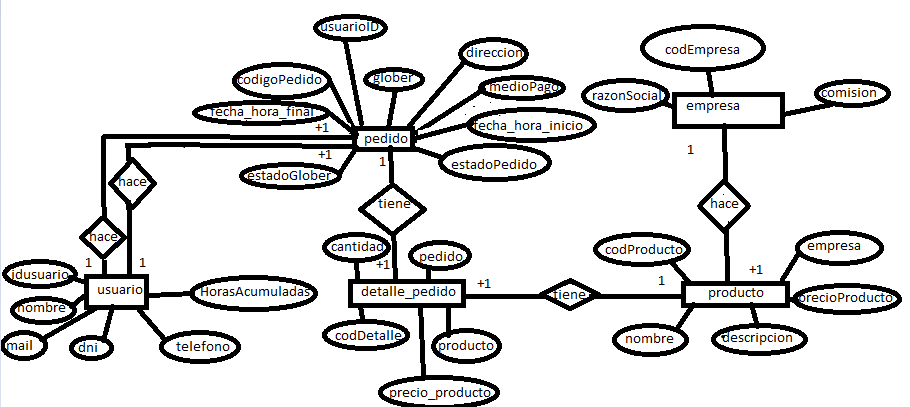 usuarioID
codEmpresa
direccion
codigoPedido
glober
medioPago
razonSocial
comision
empresa
fecha_hora_final
fecha_hora_inicio
+1
pedido
+1
1
estadoGlober
estadoPedido
1
hace
tiene
hace
hace
cantidad
pedido
codProducto
empresa
1
1
+1
+1
idusuario
usuario
HorasAcumuladas
detalle_pedido
+1
tiene
1
producto
precioProducto
nombre
mail
dni
telefono
codDetalle
producto
nombre
descripcion
precio_producto